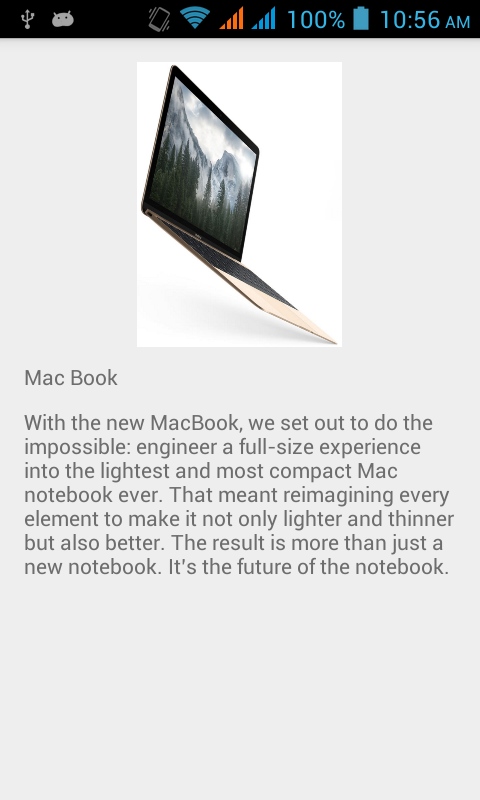 100% 10:56 AM
Mac Book
With the new MacBook, we set out to do the
impossible: engineer a full-size experience
into the lightest and most compact Mac
notebook ever. That meant reimagining every
element to make it not only lighter and thinner
but also better. The result is more than just a
new notebook. It's the future of the notebook.